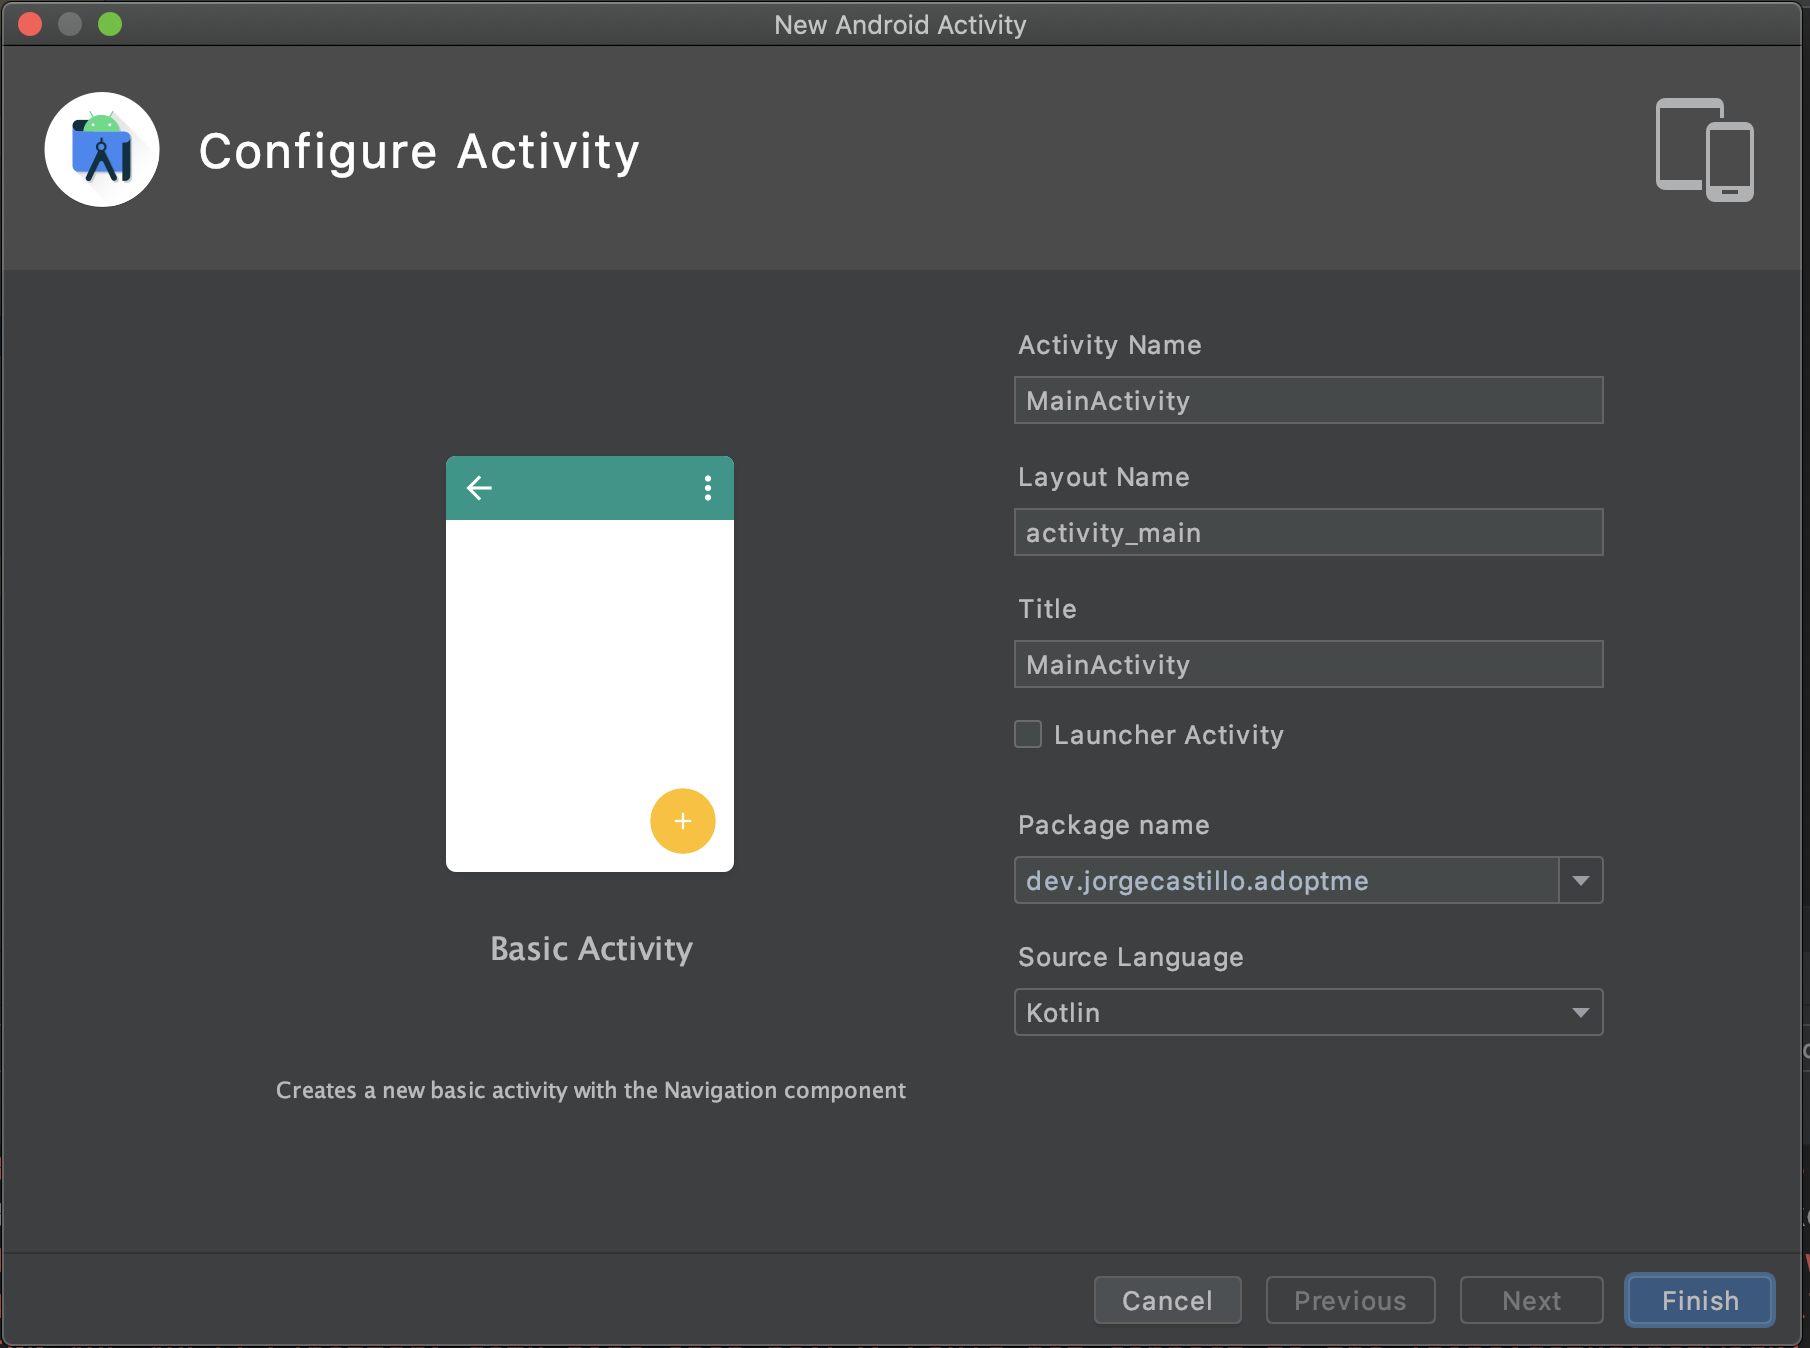 New Android Activity
Configure Activity
Activity Name
MainActivity
Layout Name
activity_main
Title
MainActivity
Launcher Activity
Package name
dev.jorgecastillo.adoptme
Source Language
Kotlin
Basic Activity
Creates a new basic activity with the Navigation component
Cancel
Previous
Next
Finish